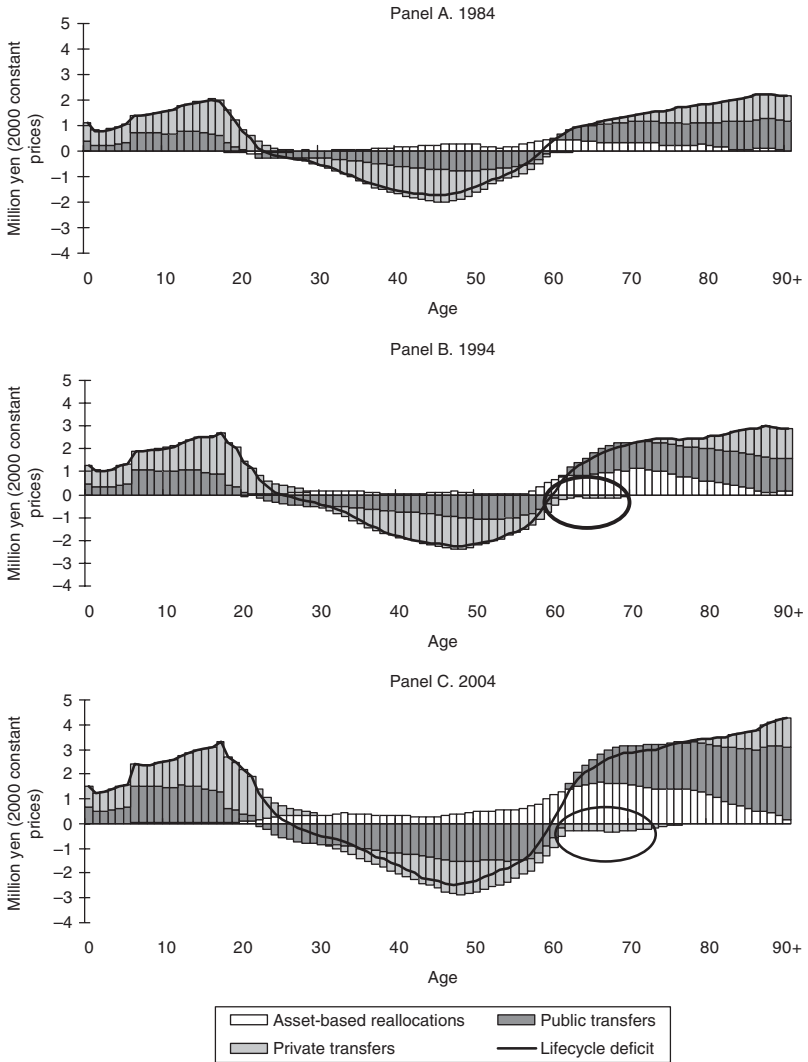 Panel A. 1984
Million yen (2000 constant
prices)
5
4
3
2
1
0
−1
−2
−3
−4
0 10 20 30 40 50 60 70 80 90+
Age
Panel B. 1994
Million yen (2000 constant
prices)
5
4
3
2
1
0
−1
−2
−3
−4
0 10 20 30 40 50 60 70 80 90+
Age
Panel C. 2004
Million yen (2000 constant
prices)
5
4
3
2
1
0
−1
−2
−3
−4
0 10 20 30 40 50 60 70 80 90+
Age
Asset-based reallocations Public transfers
Private transfers Lifecycle deficit